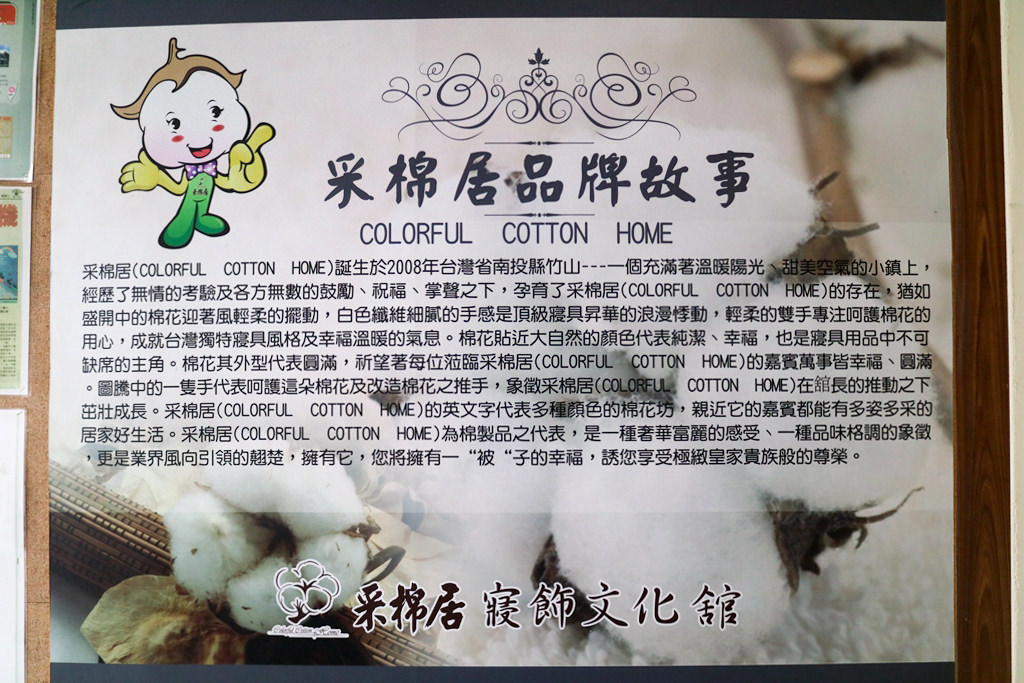 采棉居品牌故事
COLORFUL COTTON HOME
采棉居(COLORFUL COTTON HOME)誕生於2008年台灣省南投縣竹山---一個充滿著溫暖陽光、甜美空氣的小鎮上，
經歷了無情的考驗及各方無數的鼓勵、祝福、掌聲之下，孕育了采棉居(COLORFUL COTTON HOME)的存在，猶如
盛開中的棉花迎著風輕柔的擺動，白色纖維細膩的手感是頂級寢具昇華的浪漫悸動，輕柔的雙手專注呵護棉花的
用心，成就台灣獨特寢具風格及幸福溫暖的氣息。棉花貼近大自然的顏色代表純潔、幸福，也是寢具用品中不可
缺席的主角。棉花其外型代表圓滿，祈望著每位蒞臨采棉居(COLORFUL COTTON HOME)的嘉賓萬事皆幸福、圓滿
。圖騰中的一隻手代表呵護這朵棉花及改造棉花之推手，象徵采棉居(COLORFUL COTTON HOME)在舘長的推動之下
茁壯成長。采棉居(COLORFUL COTTON HOME)的英文字代表多種顏色的棉花坊，親近它的嘉賓都能有多姿多采的
居家好生活。采棉居(COLORFUL COTTON HOME)為棉製品之代表，是一種奢華富麗的感受、一種品味格調的象徵
，更是業界風向引領的翹楚，擁有它，您將擁有一“被“子的幸福，誘您享受極緻皇家貴族般的尊榮。
采棉居 寢飾文化舘
Colorful Cotton Home